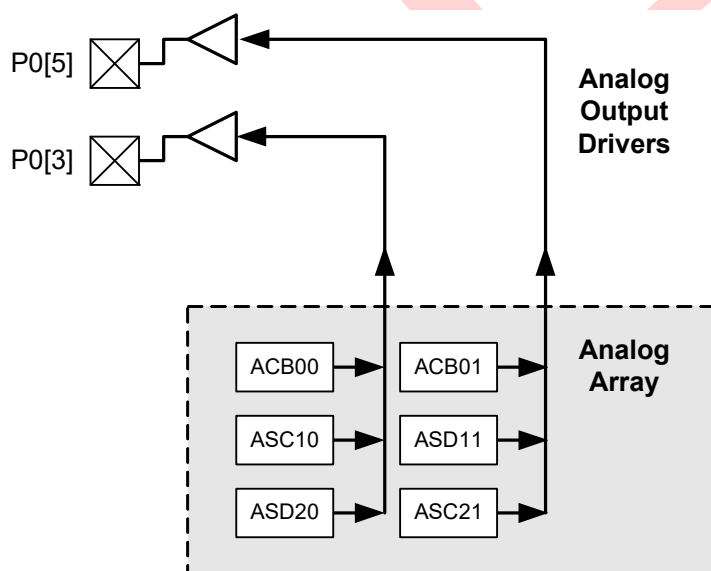 P0[5]
Analog
Output
Drivers
P0[3]
Analog
Array
ACB00 ACB01
ASC10 ASD11
ASD20 ASC21